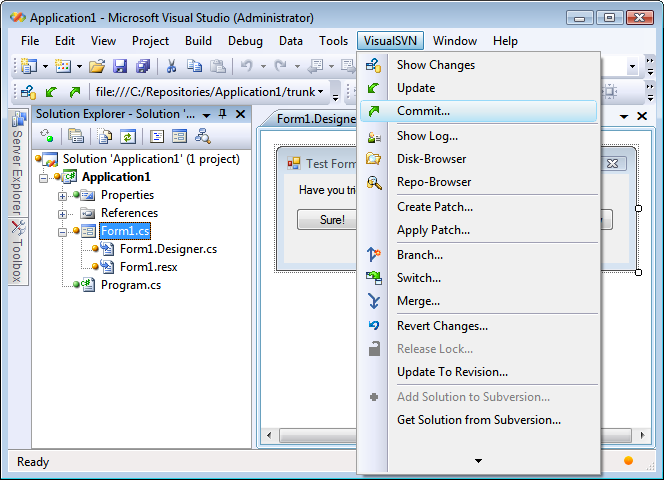 Application1 - Microsoft Visual Studio (Administrator)
File Edit View Project Build Debug Data Tools VisualSVN Window Help
file:///C:/Repositories/Application1/trunk
Solution Explorer - Solution '...
Form1.Designe
Server Explorer
Toolbox
Solution 'Application1' (1 project)
Application1
Properties
References
Form1.cs
Form1.Designer.cs
Form1.resx
Program.cs
Test Form
Have you tri
Sure!
Show Changes
Update
Commit...
Show Log...
Disk-Browser
Repo-Browser
Create Patch...
Apply Patch...
Branch...
Switch...
Merge...
Revert Changes...
Release Lock...
Update To Revision...
Add Solution to Subversion...
Get Solution from Subversion...
Ready